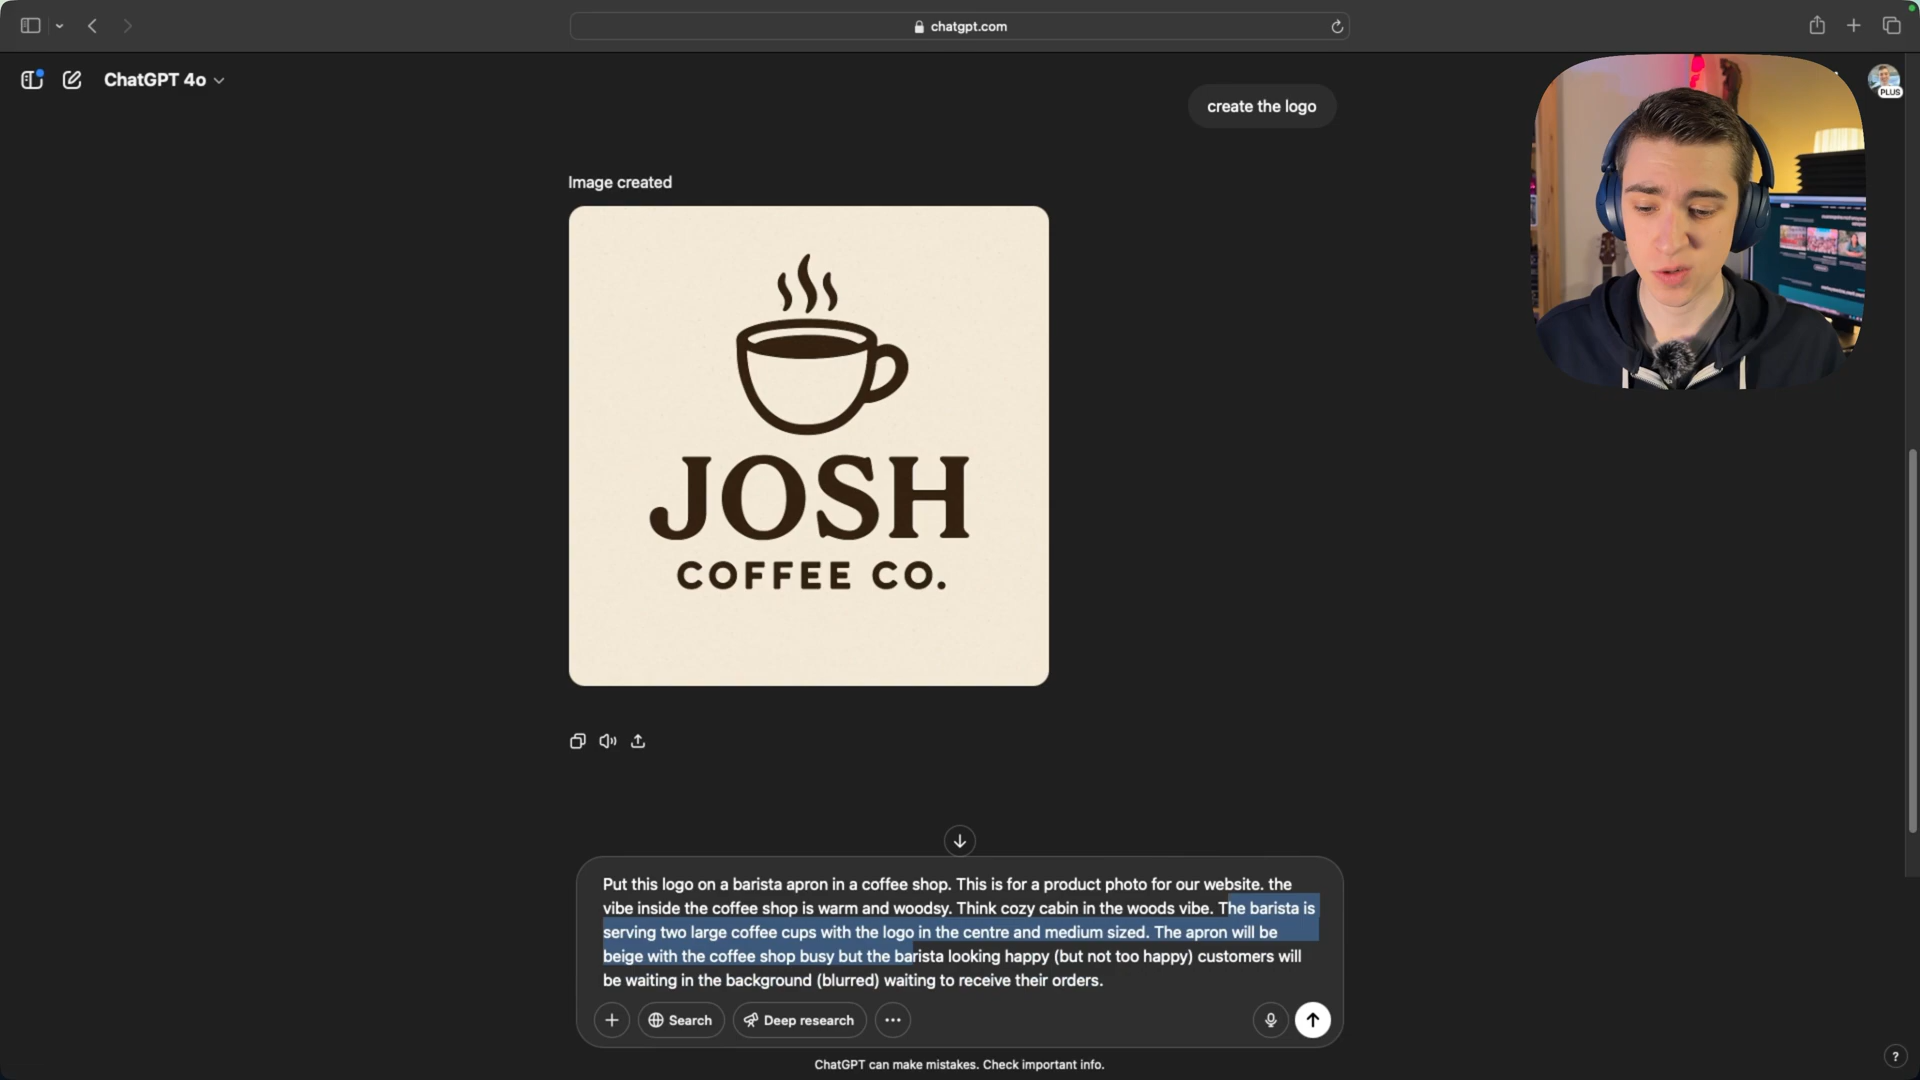 chatgpt.com
ChatGPT 4o
PLUS
create the logo
Image created
JOSH
COFFEE CO.
Put this logo on a barista apron in a coffee shop. This is for a product photo for our website. the
vibe inside the coffee shop is warm and woodsy. Think cozy cabin in the woods vibe. The barista is
serving two large coffee cups with the logo in the centre and medium sized. The apron will be
beige with the coffee shop busy but the barista looking happy (but not too happy) customers will
be waiting in the background (blurred) waiting to receive their orders.
Search
Deep research
ChatGPT can make mistakes. Check important info.
?